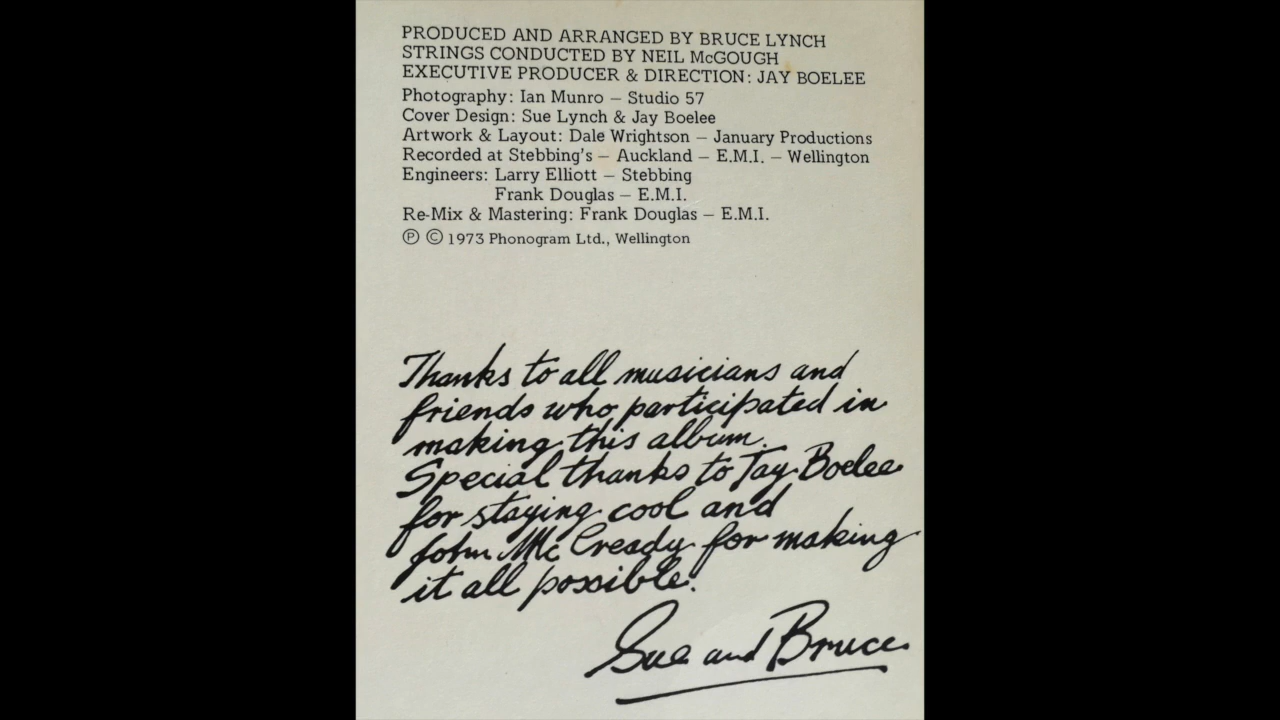 PRODUCED AND ARRANGED BY BRUCE LYNCH
STRINGS CONDUCTED BY NEIL McGOUGH
EXECUTIVE PRODUCER & DIRECTION: JAY BOELEE
Photography: Ian Munro – Studio 57
Cover Design: Sue Lynch & Jay Boelee
Artwork & Layout: Dale Wrightson – January Productions
Recorded at Stebbing's – Auckland – E.M.I. – Wellington
Engineers: Larry Elliott – Stebbing
Frank Douglas – E.M.I.
Re-Mix & Mastering: Frank Douglas – E.M.I.
Ⓟ © 1973 Phonogram Ltd., Wellington
Thanks to all musicians and
friends who participated in
making this album.
Special thanks to Jay Boelee
for staying cool and
John Mc Cready for making
it all possible.
Sue and Bruce